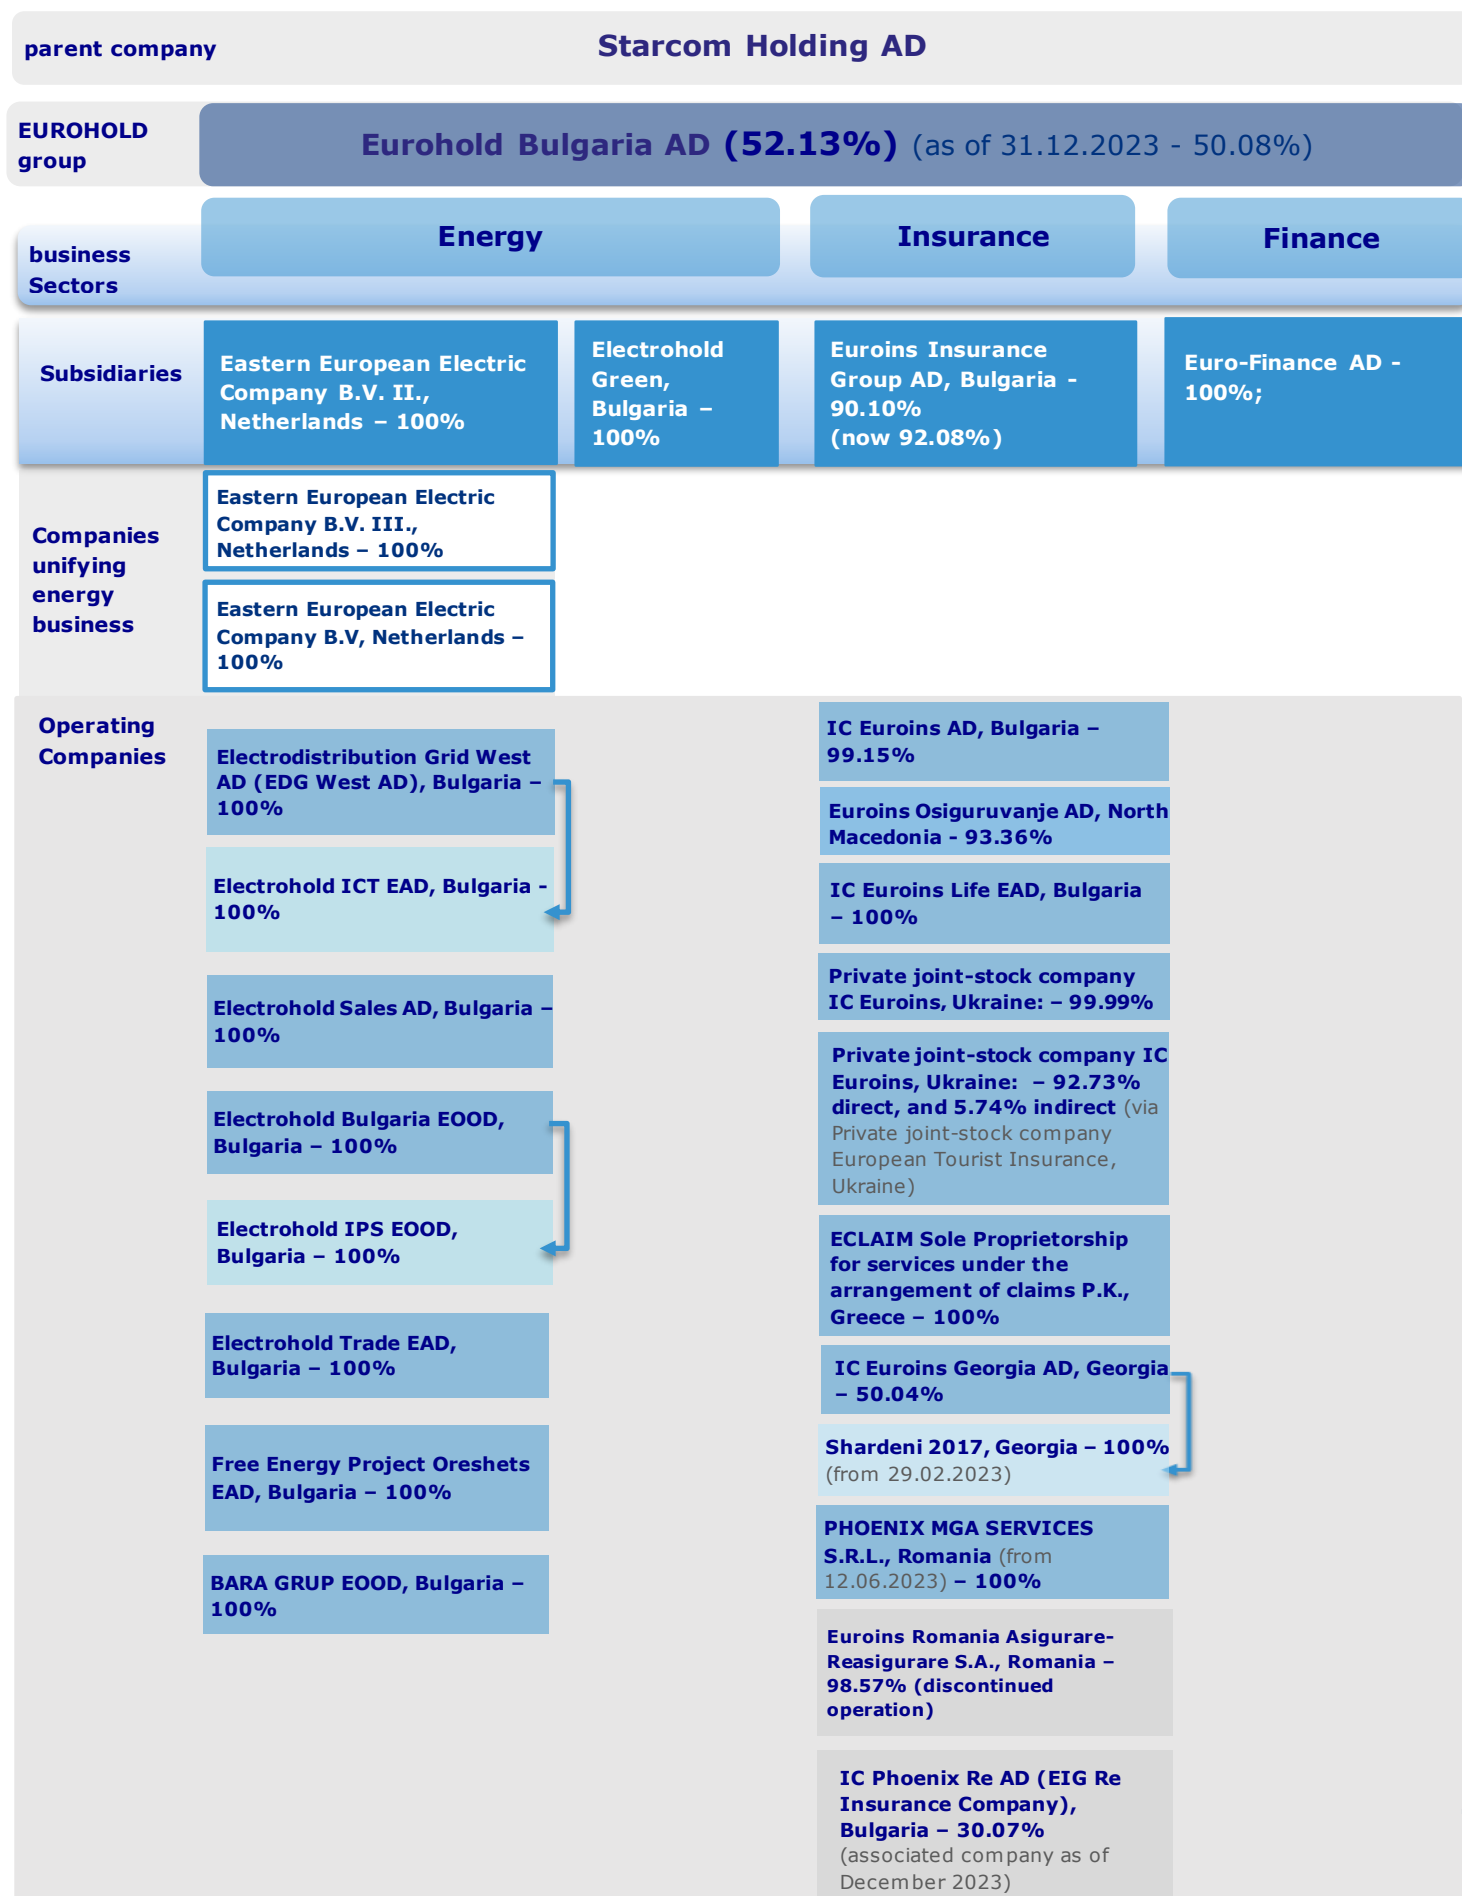 parent company
Starcom Holding AD
EUROHOLD
group
Eurohold Bulgaria AD (52.13%) (as of 31.12.2023 - 50.08%)
Energy
Insurance
Finance
business
Sectors
Subsidiaries
Eastern European Electric
Company B.V. II.,
Netherlands – 100%
Electrohold
Green,
Bulgaria –
100%
Euroins Insurance
Group AD, Bulgaria -
90.10%
(now 92.08%)
Euro-Finance AD -
100%;
Companies
unifying
energy
business
Eastern European Electric
Company B.V. III.,
Netherlands – 100%
Eastern European Electric
Company B.V, Netherlands –
100%
Operating
Companies
Electrodistribution Grid West
AD (EDG West AD), Bulgaria –
100%
Electrohold ICT EAD, Bulgaria -
100%
Electrohold Sales AD, Bulgaria –
100%
Electrohold Bulgaria EOOD,
Bulgaria – 100%
Electrohold IPS EOOD,
Bulgaria – 100%
Electrohold Trade EAD,
Bulgaria – 100%
Free Energy Project Oreshets
EAD, Bulgaria – 100%
BARA GRUP EOOD, Bulgaria –
100%
IC Euroins AD, Bulgaria –
99.15%
Euroins Osiguruvanje AD, North
Macedonia - 93.36%
IC Euroins Life EAD, Bulgaria
– 100%
Private joint-stock company
IC Euroins, Ukraine: – 99.99%
Private joint-stock company IC
Euroins, Ukraine:  – 92.73%
direct, and 5.74% indirect (via
Private joint-stock company
European Tourist Insurance,
Ukraine)
ECLAIM Sole Proprietorship
for services under the
arrangement of claims P.K.,
Greece – 100%
IC Euroins Georgia AD, Georgia
– 50.04%
Shardeni 2017, Georgia – 100%
(from 29.02.2023)
PHOENIX MGA SERVICES
S.R.L., Romania (from
12.06.2023) – 100%
Euroins Romania Asigurare-
Reasigurare S.A., Romania –
98.57% (discontinued
operation)
IC Phoenix Re AD (EIG Re
Insurance Company),
Bulgaria – 30.07%
(associated company as of
December 2023)